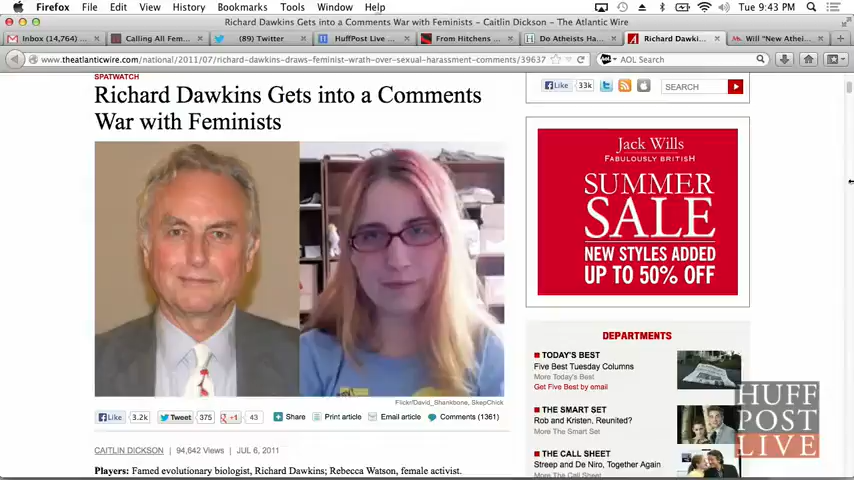 Firefox File Edit View History Bookmarks Tools Window Help Tue 9:43 PM
Richard Dawkins Gets into a Comments War with Feminists - Caitlin Dickson - The Atlantic Wire
Inbox (14,764) ... Calling All Fem... (89) Twitter HuffPost Live ... From Hitchens ... Do Atheists Ha... Richard Dawki... Will "New Athei...
www.theatlanticwire.com/national/2011/07/richard-dawkins-draws-feminist-wrath-over-sexual-harassment-comments/39637
AOL Search
SPATWATCH
Richard Dawkins Gets into a Comments
War with Feminists
Flickr/David_Shankbone, SkepChick
Like 3.2k Tweet 375 +1 43 Share Print article Email article Comments (1361)
CAITLIN DICKSON | 94,642 Views | JUL 6, 2011
Players: Famed evolutionary biologist, Richard Dawkins; Rebecca Watson, female activist.
Like 33k SEARCH
Jack Wills
FABULOUSLY BRITISH
SUMMER
SALE
NEW STYLES ADDED
UP TO 50% OFF
DEPARTMENTS
TODAY'S BEST
Five Best Tuesday Columns
More Today's Best
Get Five Best by email
THE SMART SET
Rob and Kristen, Reunited?
More The Smart Set
THE CALL SHEET
Streep and De Niro, Together Again
More The Call Sheet
HUFF
POST
LIVE